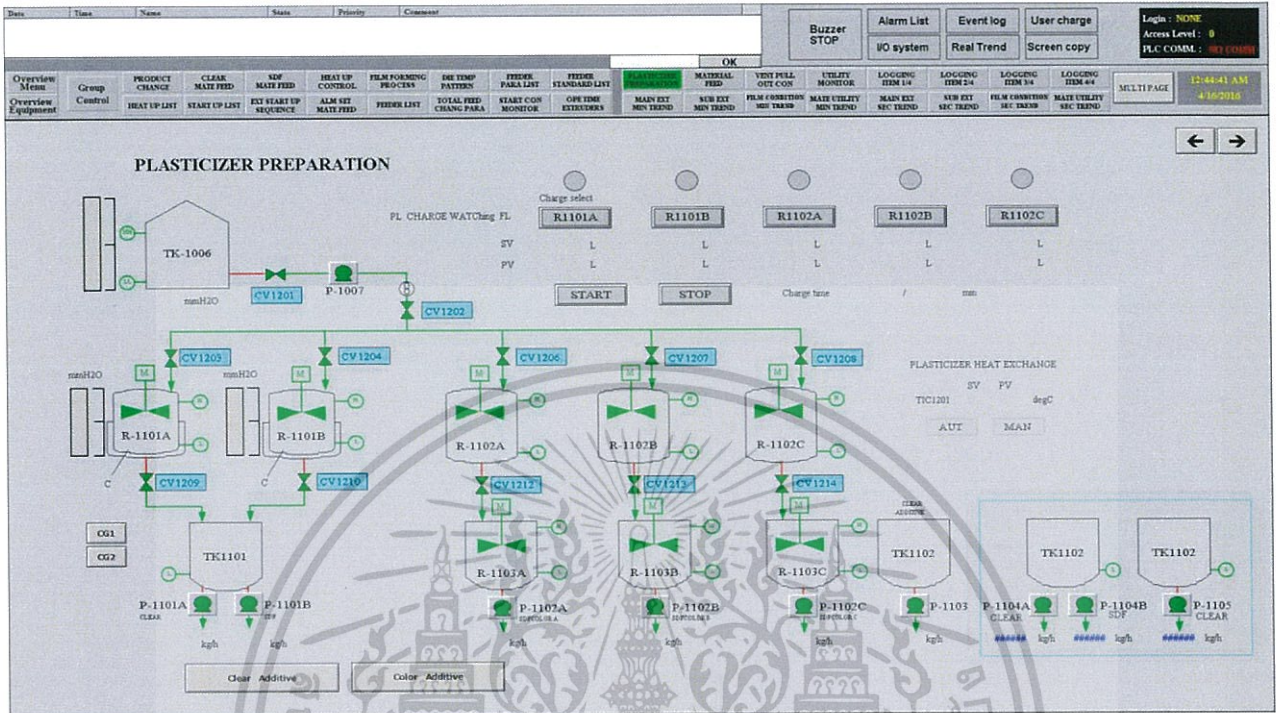 Date Time Name State Priority Comment
OK
Buzzer STOP
Alarm List Event log User charge
I/O system Real Trend Screen copy
Login : NONE
Access Level : 0
PLC COMM. : NO COMM
Overview Menu Group Control PRODUCT CHANGE CLEAR MATE FEED SDF MATE FEED HEAT UP CONTROL FILM FORMING PROCESS DIE TEMP PATTERN FEEDER PARA LIST FEEDER STANDARD LIST PLASTICIZER PREPARATION MATERIAL FEED VENT PULL OUT CON UTILITY MONITOR LOGGING ITEM 1/4 LOGGING ITEM 2/4 LOGGING ITEM 3/4 LOGGING ITEM 4/4 MULTI PAGE 12:44:41 AM
Overview Equipment HEAT UP LIST START UP LIST EXT START UP SEQUENCE ALM SET MATE FEED FEEDER LIST TOTAL FEED CHANG PARA START CON MONITOR OPE TIME EXTRUDERS MAIN EXT MIN TREND SUB EXT MIN TREND FILM CONDITION MIN TREND MATE UTILITY MIN TREND MAIN EXT SEC TREND SUB EXT SEC TREND FILM CONDITION SEC TREND MATE UTILITY SEC TREND 4/16/2016
PLASTICIZER PREPARATION
Charge select
PL CHARGE WATChing FL R1101A R1101B R1102A R1102B R1102C
SV L L L L L
PV L L L L L
START STOP Charge time / min
TK-1006
mmH2O CV1201 P-1007
CV1202
CV1203 CV1204 CV1206 CV1207 CV1208
mmH2O mmH2O
M M M M M
PLASTICIZER HEAT EXCHANGE
SV PV
TIC1201 degC
AUT MAN
R-1101A R-1101B R-1102A R-1102B R-1102C
C C
CV1209 CV1210 CV1212 CV1213 CV1214
M M M
CLEAR ADDITIVE
CG1
CG2
TK1101 R-1103A R-1103B R-1103C TK1102 TK1102 TK1102
P-1101A P-1101B P-1102A P-1102B P-1102C P-1103 P-1104A P-1104B P-1105
CLEAR SDF SDFCOLOR A SDFCOLOR B SDFCOLOR C CLEAR SDF CLEAR
kg/h kg/h kg/h kg/h kg/h kg/h ###### kg/h ###### kg/h ###### kg/h
Clear Additive Color Additive